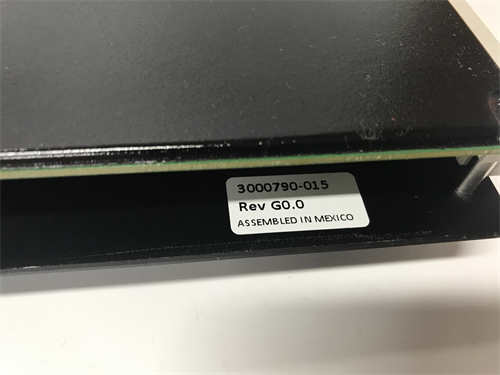 3000790-015
Rev G0.0
ASSEMBLED IN MEXICO